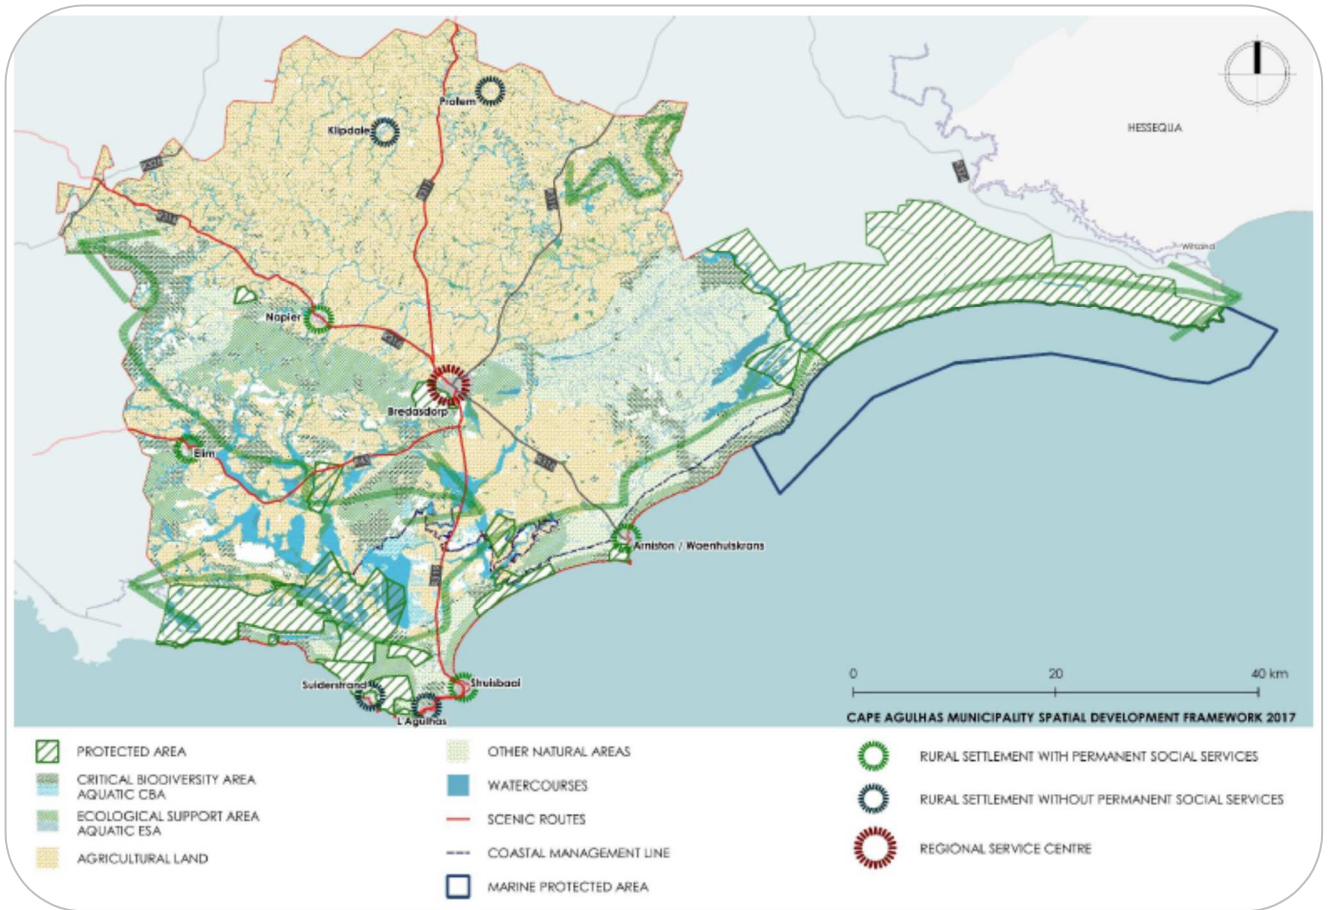 Protem
Klipdale
HESSEQUA
Witsand
Napier
Bredasdorp
Elim
Arniston / Waenhuiskrans
Suiderstrand
Struisbaai
L'Agulhas
0 20 40 km
CAPE AGULHAS MUNICIPALITY SPATIAL DEVELOPMENT FRAMEWORK 2017
PROTECTED AREA
CRITICAL BIODIVERSITY AREA
AQUATIC CBA
ECOLOGICAL SUPPORT AREA
AQUATIC ESA
AGRICULTURAL LAND
OTHER NATURAL AREAS
WATERCOURSES
SCENIC ROUTES
COASTAL MANAGEMENT LINE
MARINE PROTECTED AREA
RURAL SETTLEMENT WITH PERMANENT SOCIAL SERVICES
RURAL SETTLEMENT WITHOUT PERMANENT SOCIAL SERVICES
REGIONAL SERVICE CENTRE